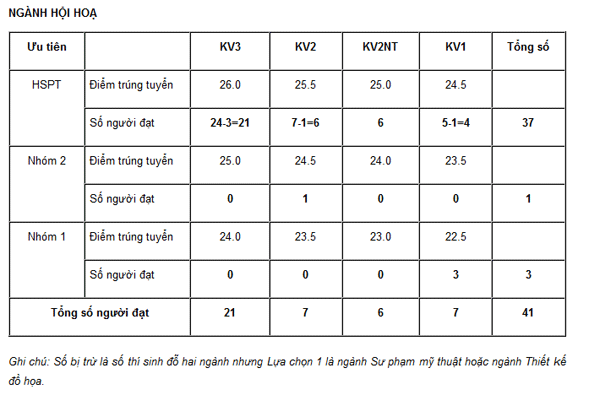 NGÀNH HỘI HOẠ
Ưu tiên KV3 KV2 KV2NT KV1 Tổng số
HSPT Điểm trúng tuyển 26.0 25.5 25.0 24.5
Số người đạt 24-3=21 7-1=6 6 5-1=4 37
Nhóm 2 Điểm trúng tuyển 25.0 24.5 24.0 23.5
Số người đạt 0 1 0 0 1
Nhóm 1 Điểm trúng tuyển 24.0 23.5 23.0 22.5
Số người đạt 0 0 0 3 3
Tổng số người đạt 21 7 6 7 41
Ghi chú: Số bị trừ là số thí sinh đỗ hai ngành nhưng Lựa chọn 1 là ngành Sư phạm mỹ thuật hoặc ngành Thiết kế
đồ họa.